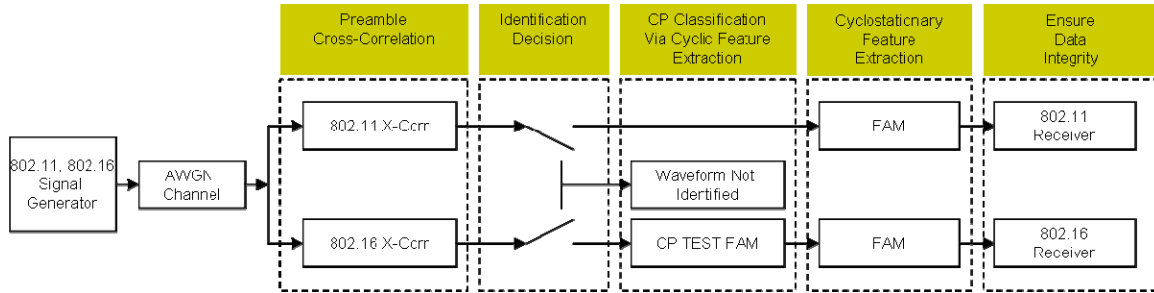 Preamble
Cross-Correlation
Identification
Decision
CP Classification
Via Cyclic Feature
Extraction
Cyclostationary
Feature
Extraction
Ensure
Data
Integrity
802.11, 802.16
Signal
Generator
AWGN
Channel
802.11 X-Corr
802.16 X-Corr
Waveform Not
Identified
CP TEST FAM
FAM
FAM
802.11
Receiver
802.16
Receiver